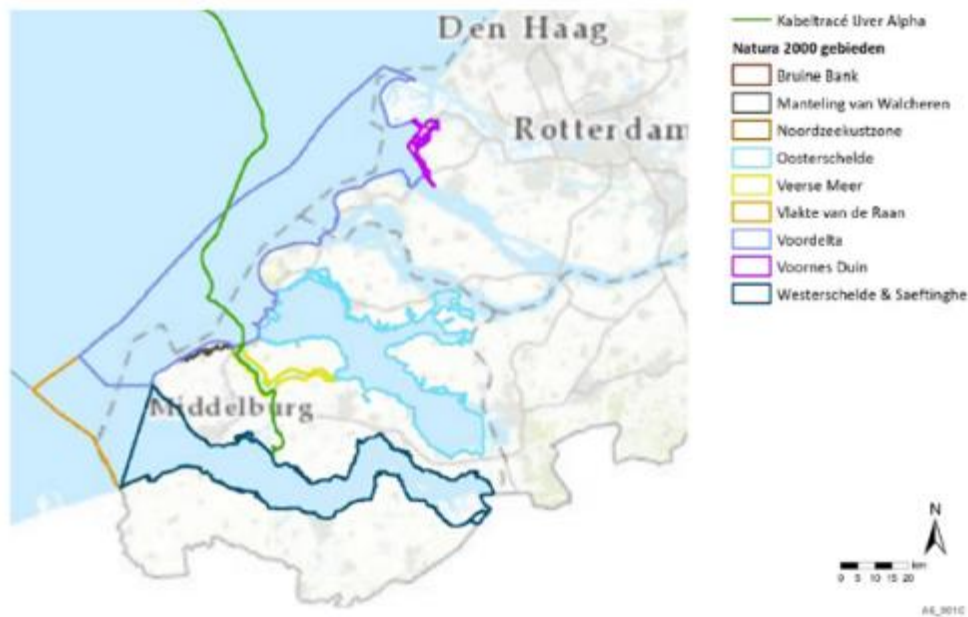 Den Haag
Rotterdam
Middelburg
Kabeltracé IJver Alpha
Natura 2000 gebieden
Bruine Bank
Manteling van Walcheren
Noordzeekustzone
Oosterschelde
Veerse Meer
Vlakte van de Raan
Voordelta
Voornes Duin
Westerschelde & Saeftinghe
N
km
0 5 10 15 20